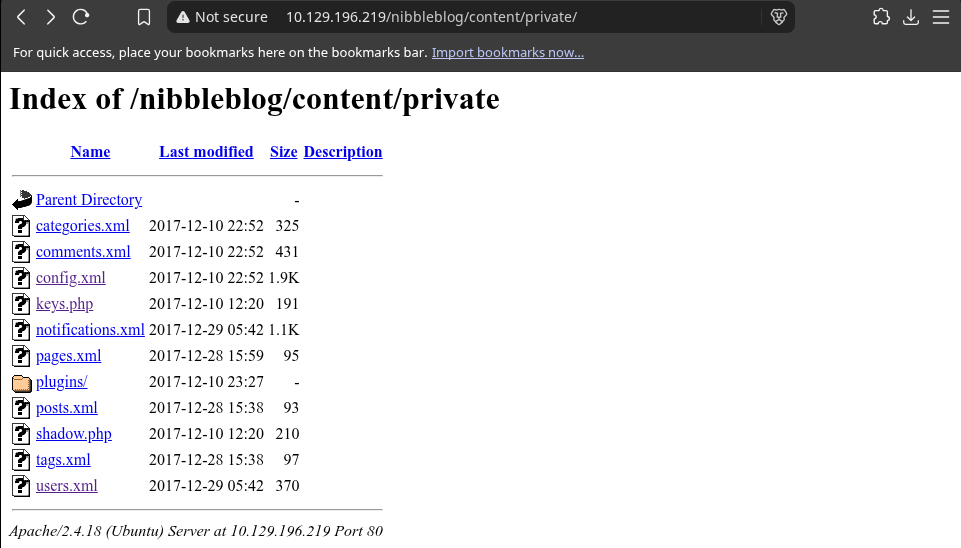 Not secure 10.129.196.219/nibbleblog/content/private/
For quick access, place your bookmarks here on the bookmarks bar. Import bookmarks now...
Index of /nibbleblog/content/private
Name Last modified Size Description
Parent Directory -
categories.xml 2017-12-10 22:52 325
comments.xml 2017-12-10 22:52 431
config.xml 2017-12-10 22:52 1.9K
keys.php 2017-12-10 12:20 191
notifications.xml 2017-12-29 05:42 1.1K
pages.xml 2017-12-28 15:59 95
plugins/ 2017-12-10 23:27 -
posts.xml 2017-12-28 15:38 93
shadow.php 2017-12-10 12:20 210
tags.xml 2017-12-28 15:38 97
users.xml 2017-12-29 05:42 370
Apache/2.4.18 (Ubuntu) Server at 10.129.196.219 Port 80